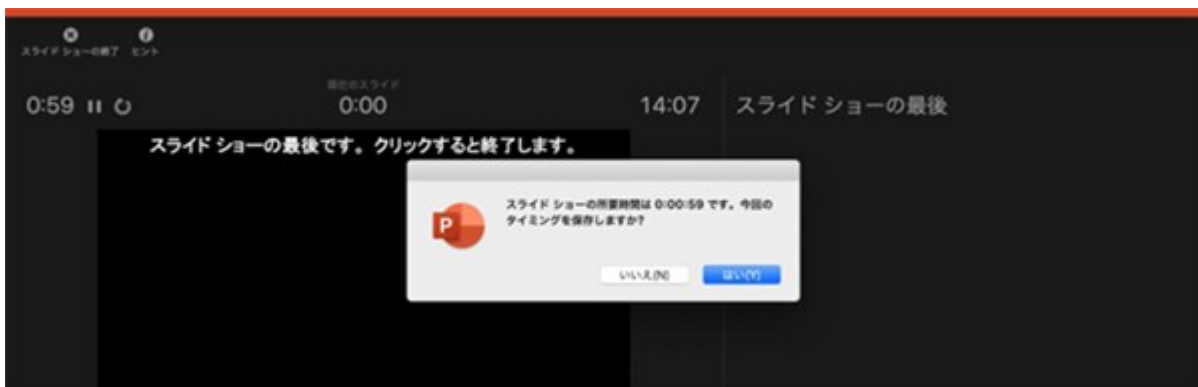 スライド ショーの終了 ヒント
現在のスライド
0:59 0:00 14:07 スライド ショーの最後
スライド ショーの最後です。クリックすると終了します。
スライド ショーの所要時間は 0:00:59 です。今回の
タイミングを保存しますか?
P
いいえ(N) はい(Y)